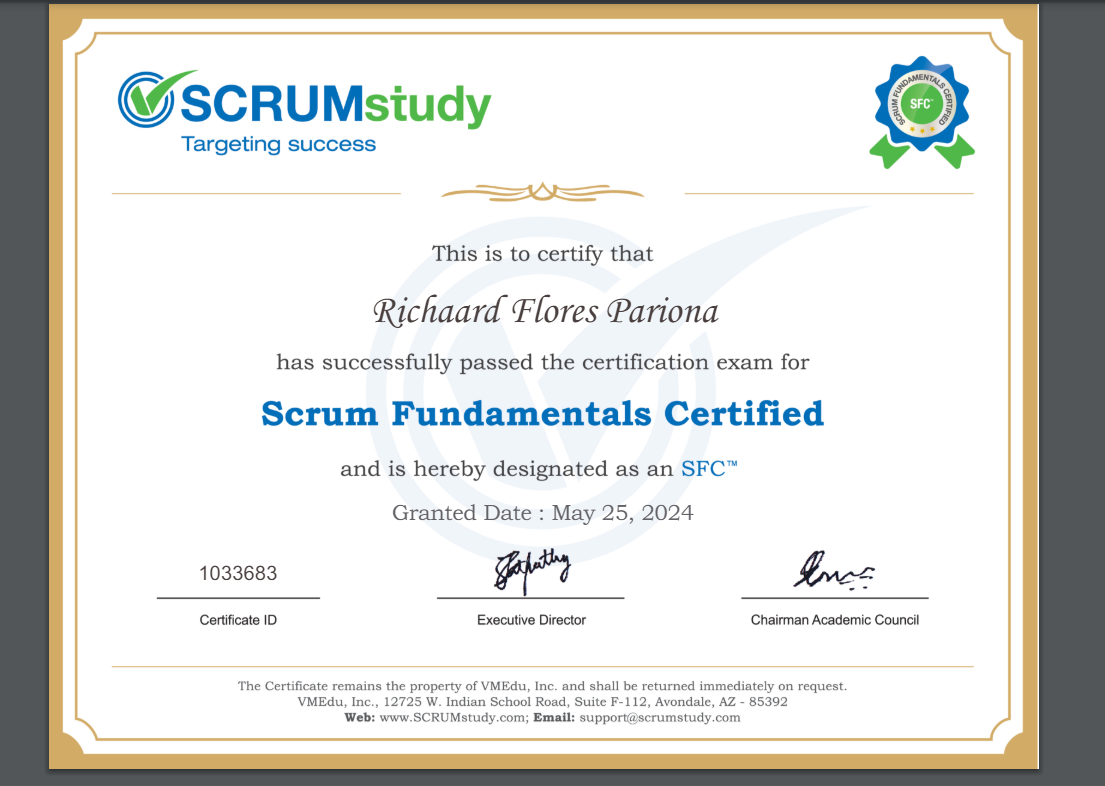 SCRUMstudy
Targeting success
SCRUM FUNDAMENTALS CERTIFIED
SFC™
This is to certify that
Richaard Flores Pariona
has successfully passed the certification exam for
Scrum Fundamentals Certified
and is hereby designated as an SFC™
Granted Date : May 25, 2024
1033683
Certificate ID
Executive Director
Chairman Academic Council
The Certificate remains the property of VMEdu, Inc. and shall be returned immediately on request.
VMEdu, Inc., 12725 W. Indian School Road, Suite F-112, Avondale, AZ - 85392
Web: www.SCRUMstudy.com; Email: support@scrumstudy.com